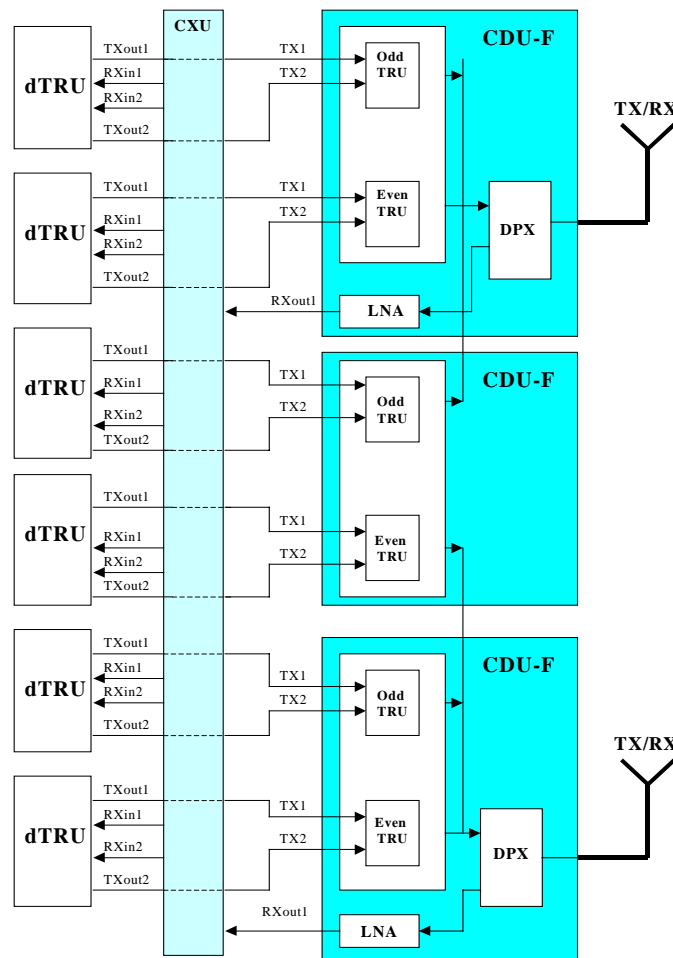 CXU
CDU-F
TXout1
TX1
Odd
TRU
dTRU
RXin1
TX2
RXin2
TX/RX
TXout2
TXout1
TX1
Even
TRU
dTRU
RXin1
TX2
RXin2
DPX
TXout2
RXout1
LNA
TXout1
TX1
CDU-F
dTRU
RXin1
Odd
TRU
RXin2
TX2
TXout2
TXout1
TX1
Even
TRU
dTRU
RXin1
TX2
RXin2
TXout2
TXout1
CDU-F
dTRU
RXin1
TX1
Odd
TRU
RXin2
TX2
TXout2
TX/RX
TXout1
TX1
Even
TRU
dTRU
RXin1
TX2
RXin2
DPX
TXout2
RXout1
LNA